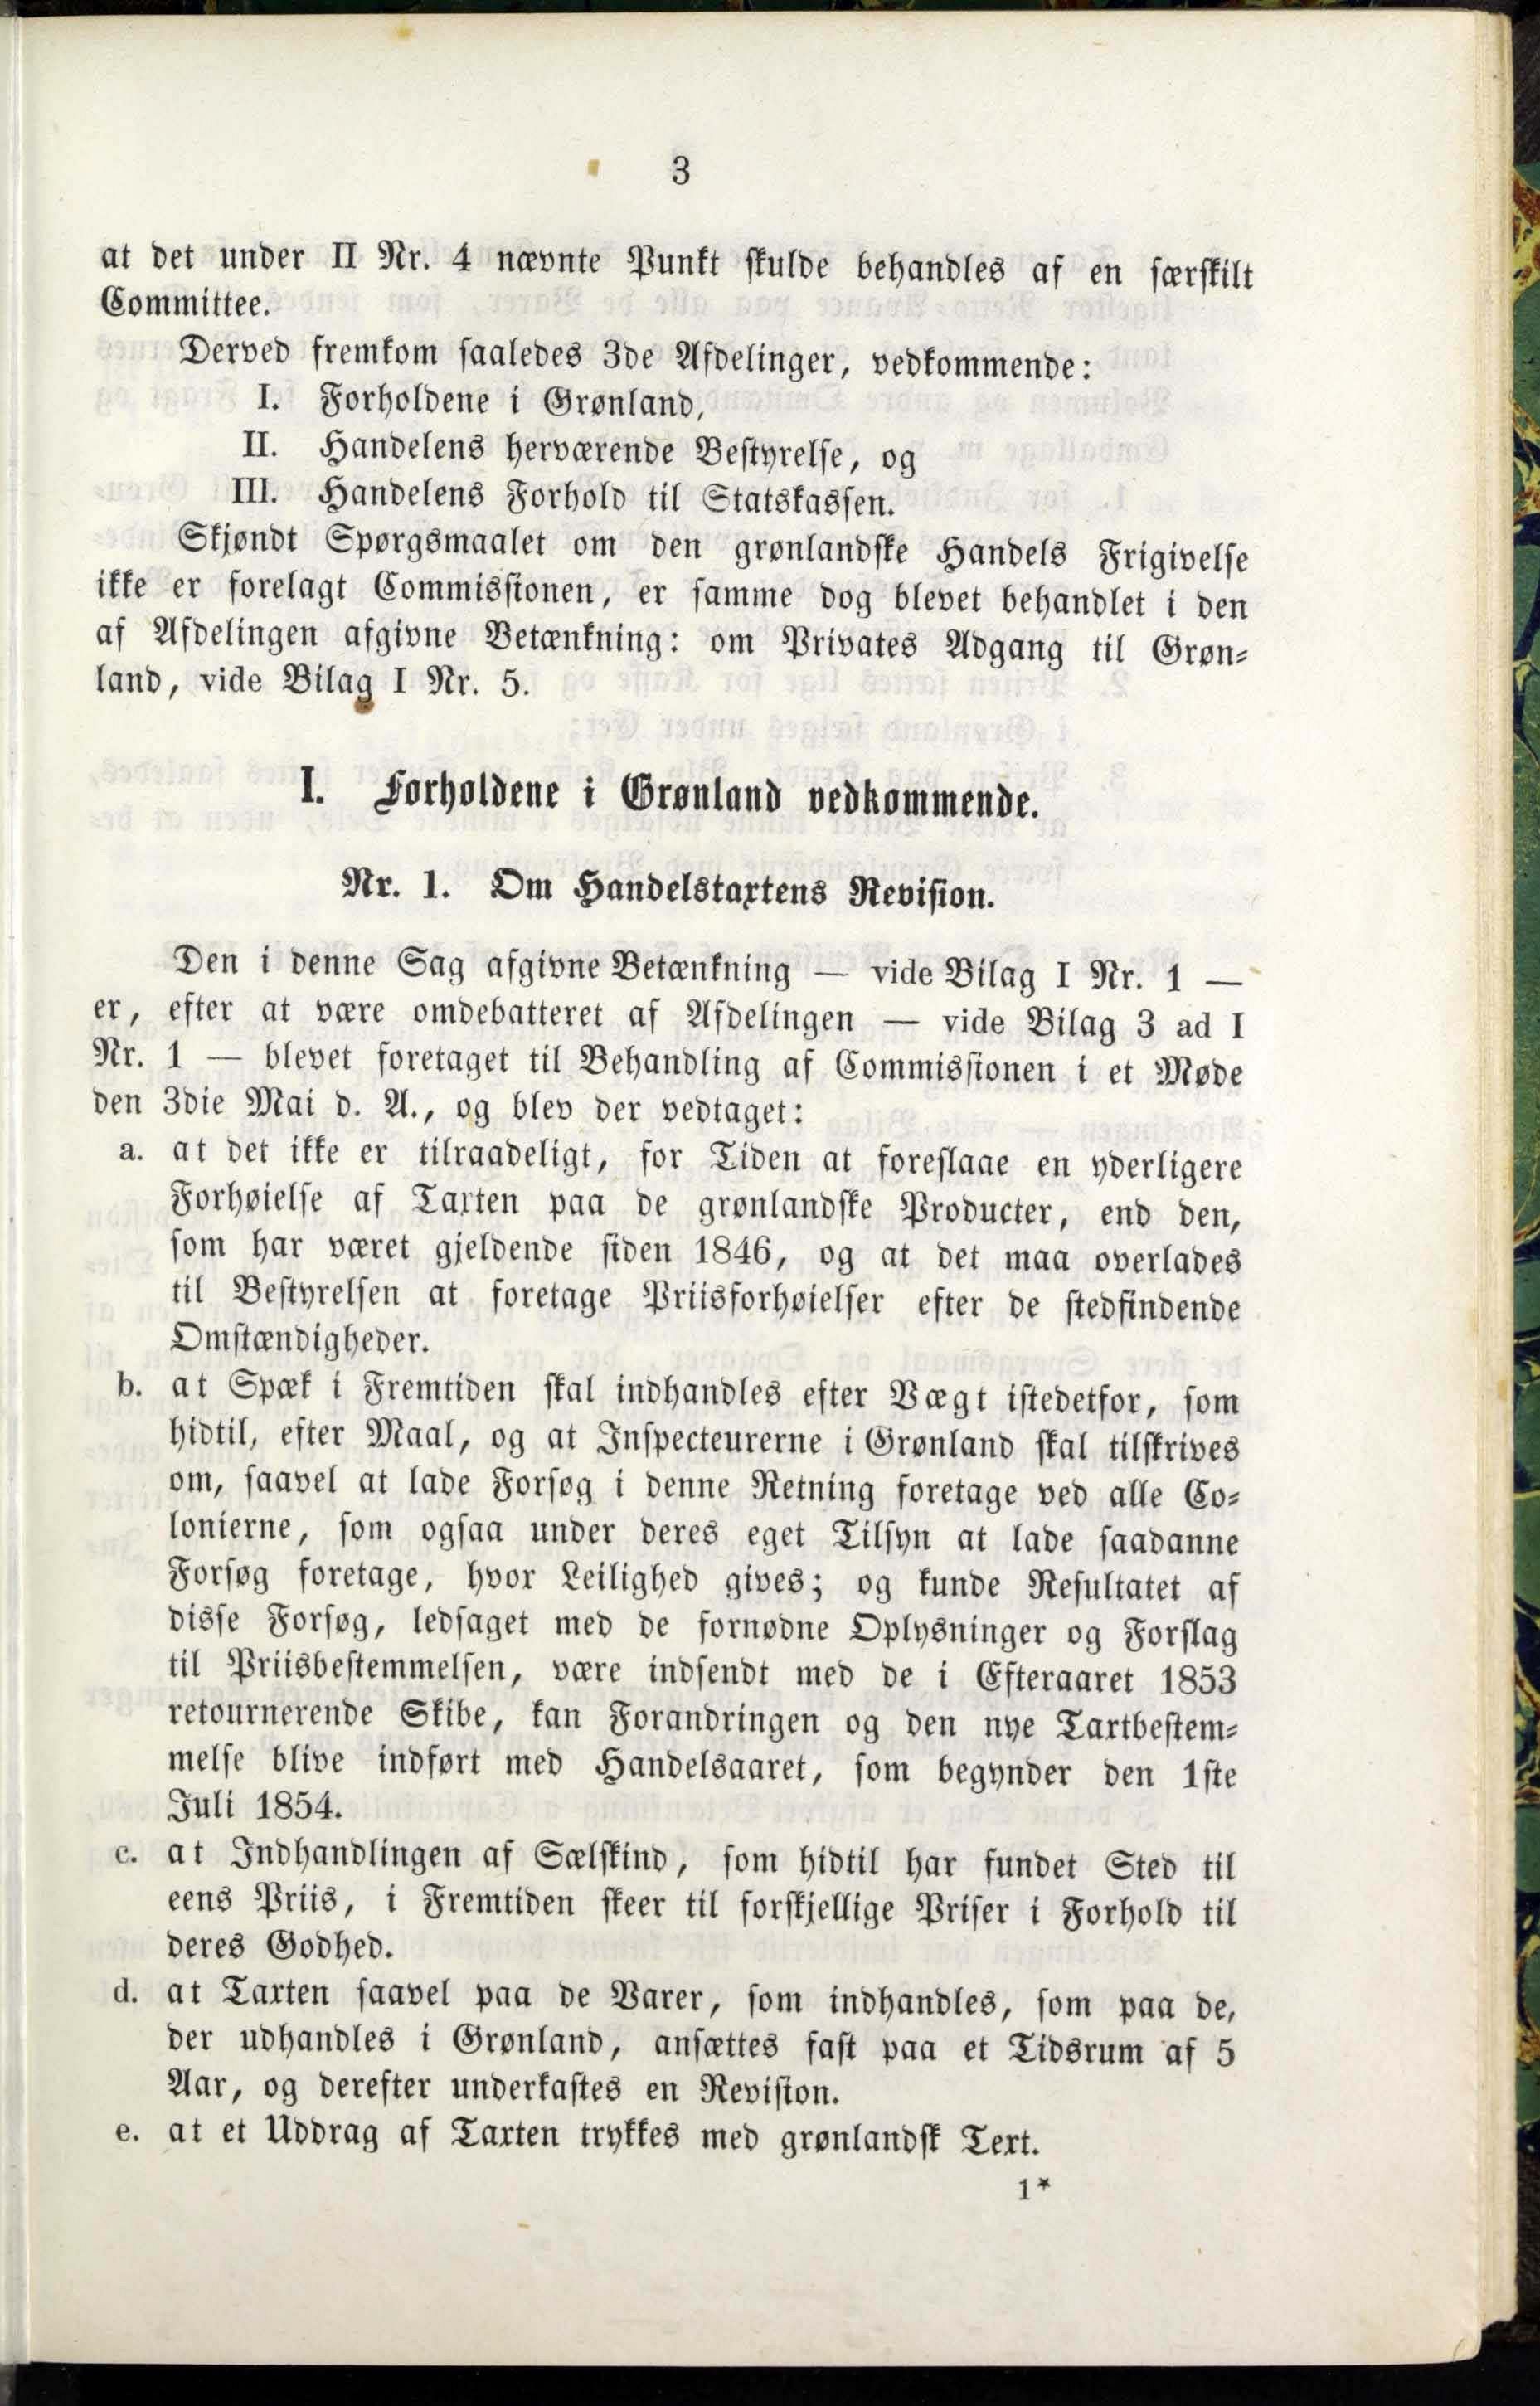 3
at det under II Nr. 4 nævnte Punkt skulde behandles af en særskilt
Committee.
Derved fremkom saaledes 3de Afdelinger, vedkommende:
I. Forholdene i Grønland,
II. Handelens herværende Bestyrelse, og
III. Handelens Forhold til Statskassen.
Skjøndt Spørgsmaalet om den grønlandske Handels Frigivelse
ikke er forelagt Commissionen, er samme dog blevet behandlet i den
af Afdelingen afgivne Betænkning: om Privates Adgang til Grøn-
land, vide Bilag I Nr. 5.
I. Forholdene i Grønland vedkommende.
Nr. 1. Om Handelstaxtens Revision.
Den i denne Sag afgivne Betænkning — vide Bilag I Nr. 1 —
er, efter at være omdebatteret af Afdelingen — vide Bilag 3 ad I
Nr. 1 — blevet foretaget til Behandling af Commissionen i et Møde
den 3die Mai d. A., og blev der vedtaget:
a. at det ikke er tilraadeligt, for Tiden at foreslaae en yderligere
Forhøielse af Taxten paa de grønlandske Producter, end den,
som har været gjeldende siden 1846, og at det maa overlades
til Bestyrelsen at foretage Priisforhøielser efter de stedfindende
Omstændigheder.
b. at Spæk i Fremtiden skal indhandles efter Vægt istedetfor, som
hidtil, efter Maal, og at Inspecteurerne i Grønland skal tilskrives
om, saavel at lade Forsøg i denne Retning foretage ved alle Co-
lonierne, som ogsaa under deres eget Tilsyn at lade saadanne
Forsøg foretage, hvor Leilighed gives; og kunde Resultatet af
disse Forsøg, ledsaget med de fornødne Oplysninger og Forslag
til Priisbestemmelsen, være indsendt med de i Efteraaret 1853
retournerende Skibe, kan Forandringen og den nye Taxtbestem-
melse blive indført med Handelsaaret, som begynder den 1ste
Juli 1854.
c. at Indhandlingen af Sælskind, som hidtil har fundet Sted til
eens Priis, i Fremtiden skeer til forskjellige Priser i Forhold til
deres Godhed.
d. at Taxten saavel paa de Varer, som indhandles, som paa de,
der udhandles i Grønland, ansættes fast paa et Tidsrum af 5
Aar, og derefter underkastes en Revision.
e. at et Uddrag af Taxten trykkes med grønlandsk Text.
1*